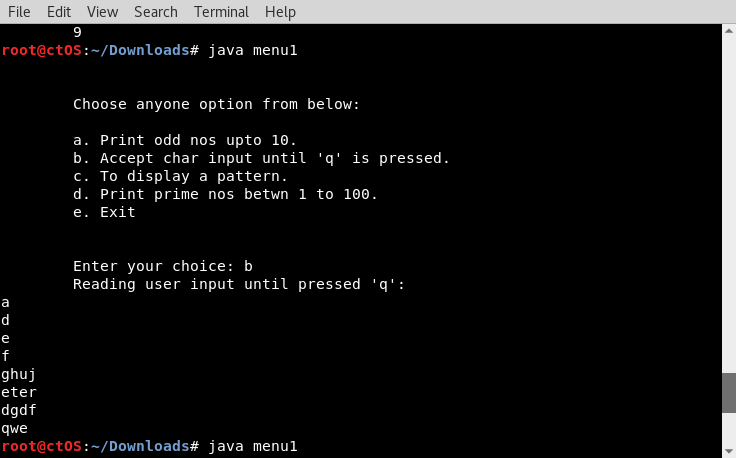 File Edit View Search Terminal Help
9
root@ctOS:~/Downloads# java menu1
Choose anyone option from below:
a. Print odd nos upto 10.
b. Accept char input until 'q' is pressed.
c. To display a pattern.
d. Print prime nos betwn 1 to 100.
e. Exit
Enter your choice: b
Reading user input until pressed 'q':
a
d
e
f
ghuj
eter
dgdf
qwe
root@ctOS:~/Downloads# java menu1